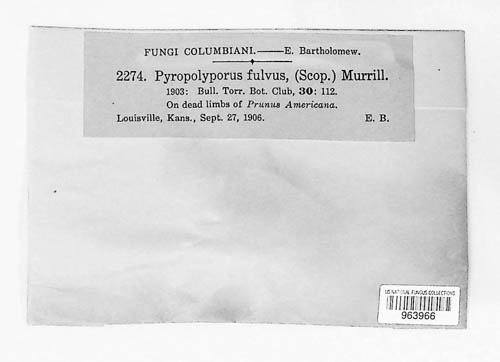 FUNGI COLUMBIANI.——E. Bartholomew.
2274. Pyropolyporus fulvus, (Scop.) Murrill.
1903: Bull. Torr. Bot. Club, 30: 112.
On dead limbs of Prunus Americana.
Louisville, Kans., Sept. 27, 1906. E. B.
US NATIONAL FUNGUS COLLECTIONS
963966